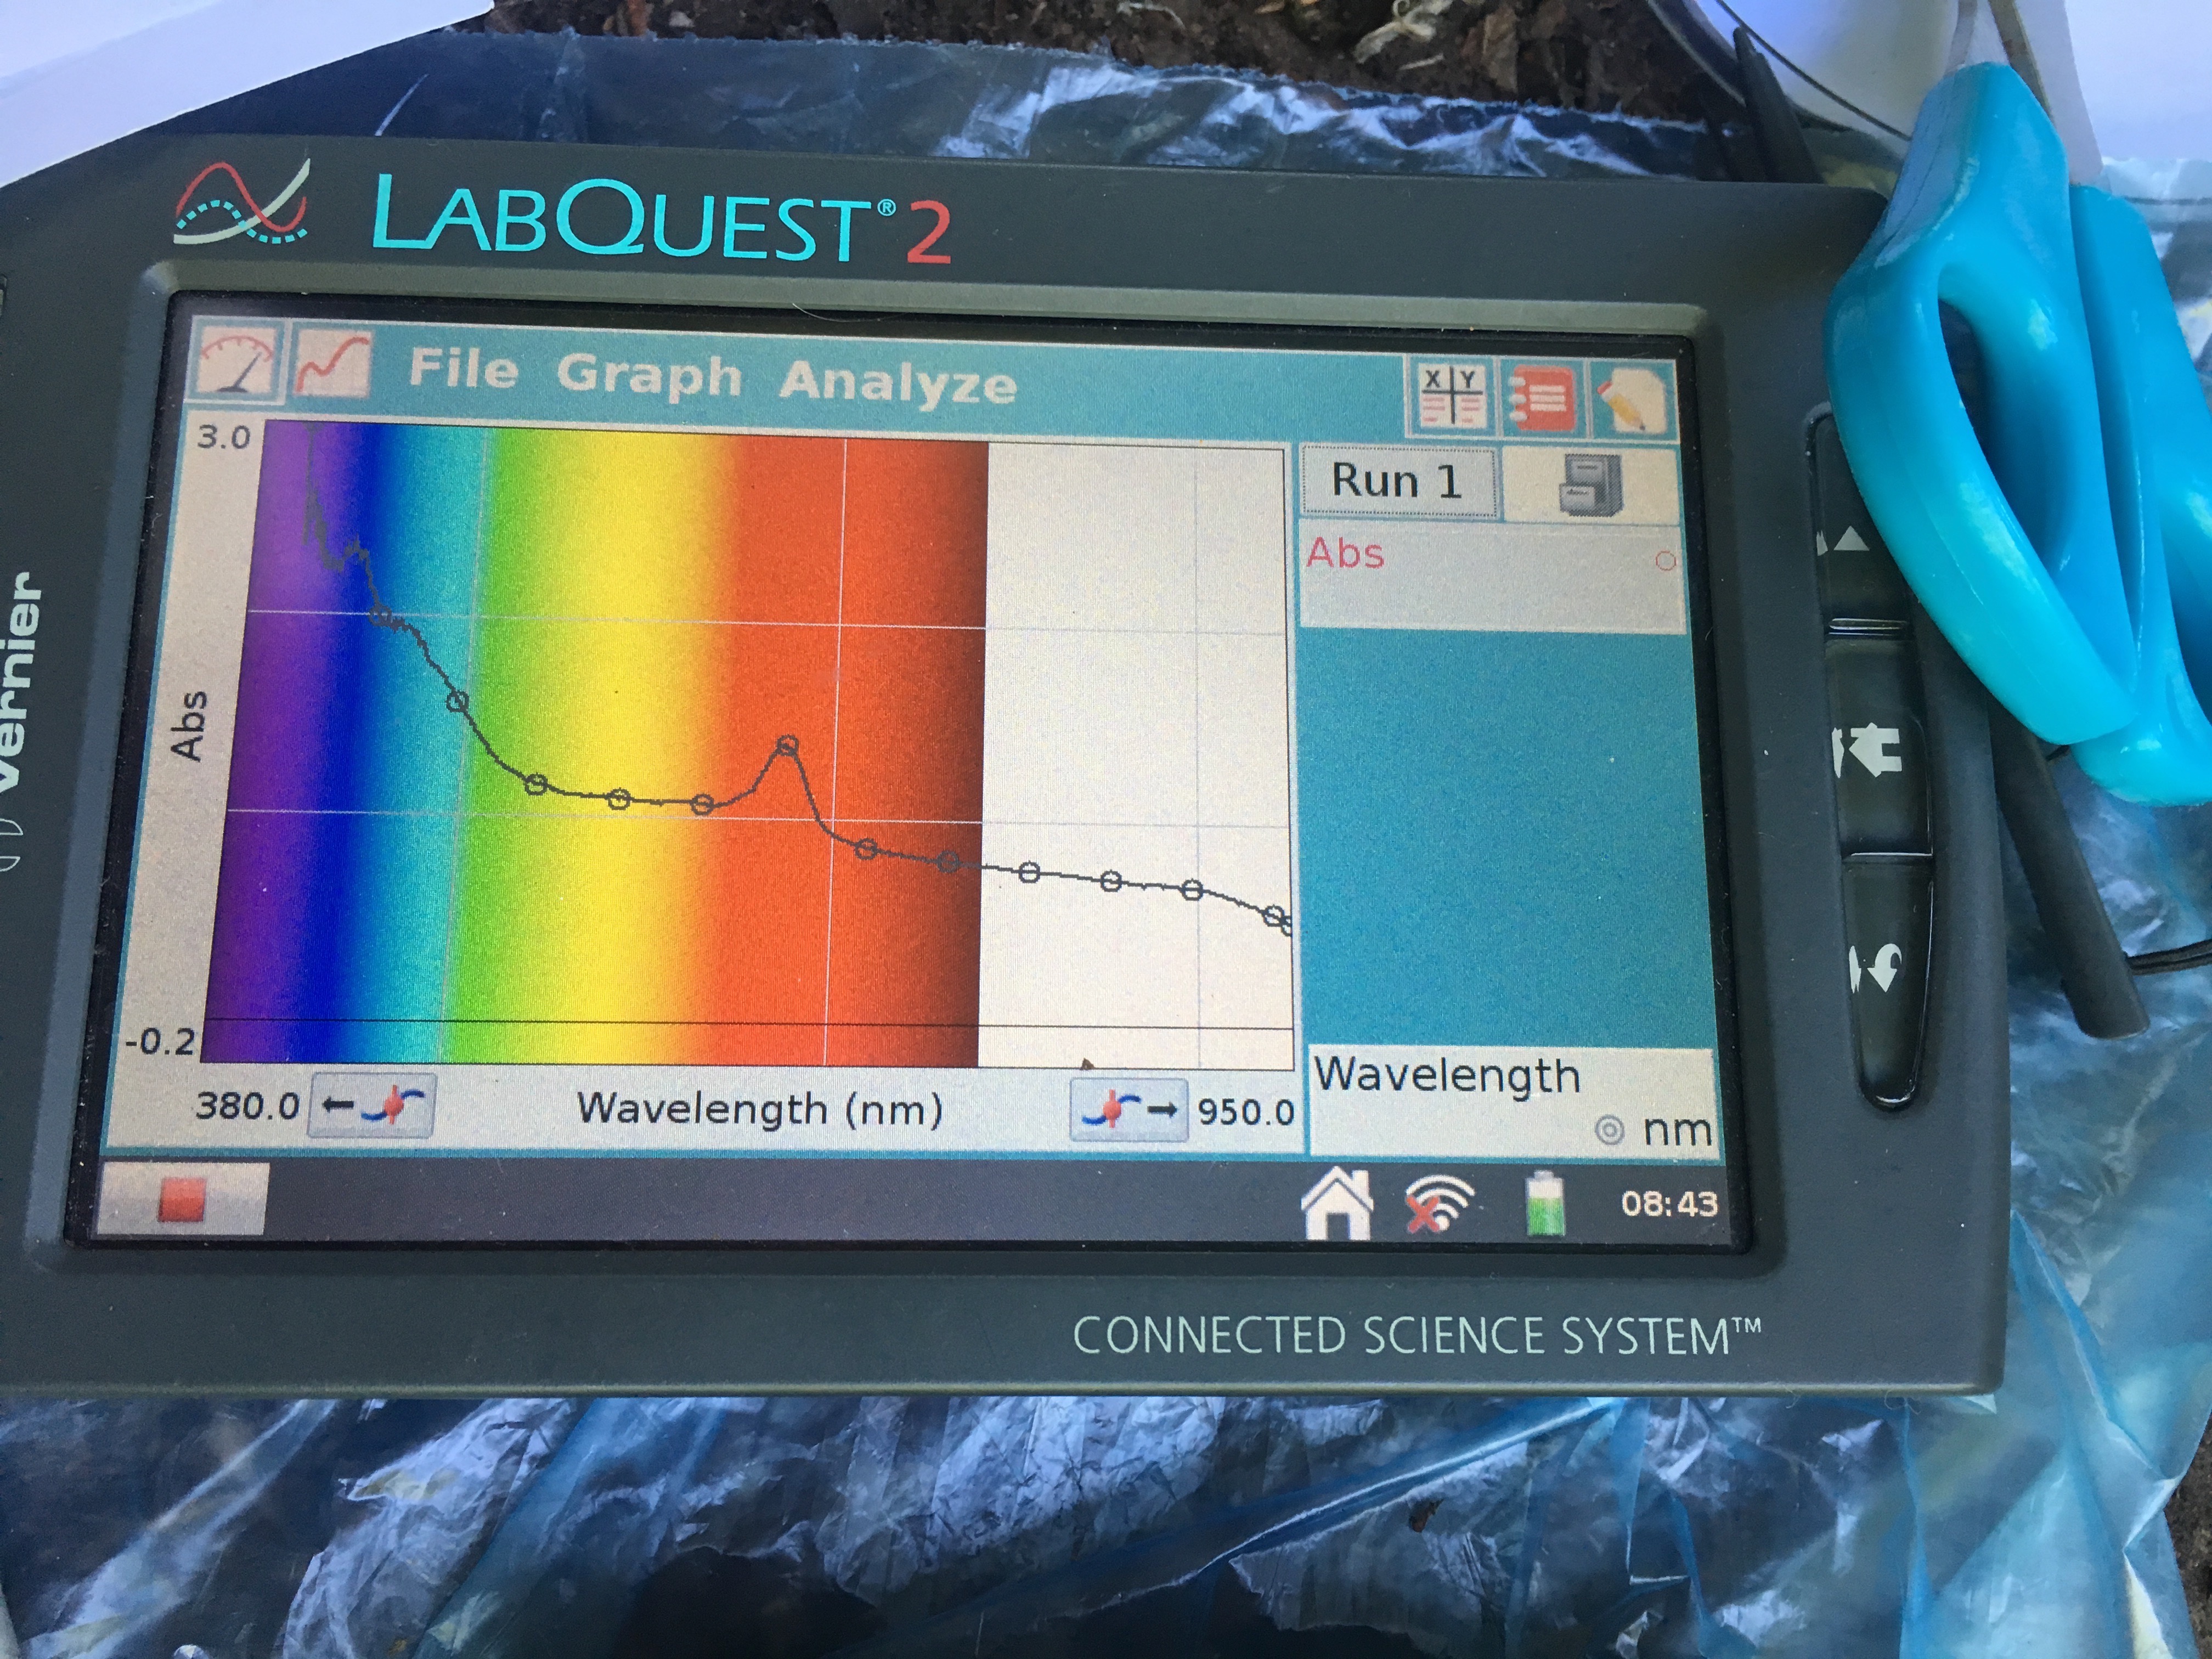 LABQUEST® 2
vernier
File Graph Analyze
X Y
3.0
Run 1
Abs
Abs
-0.2
Wavelength
380.0
Wavelength (nm)
950.0
nm
08:43
CONNECTED SCIENCE SYSTEM™